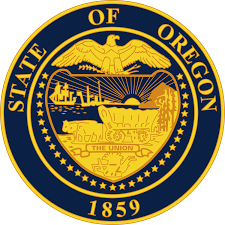 STATE OF OREGON
THE UNION
1859